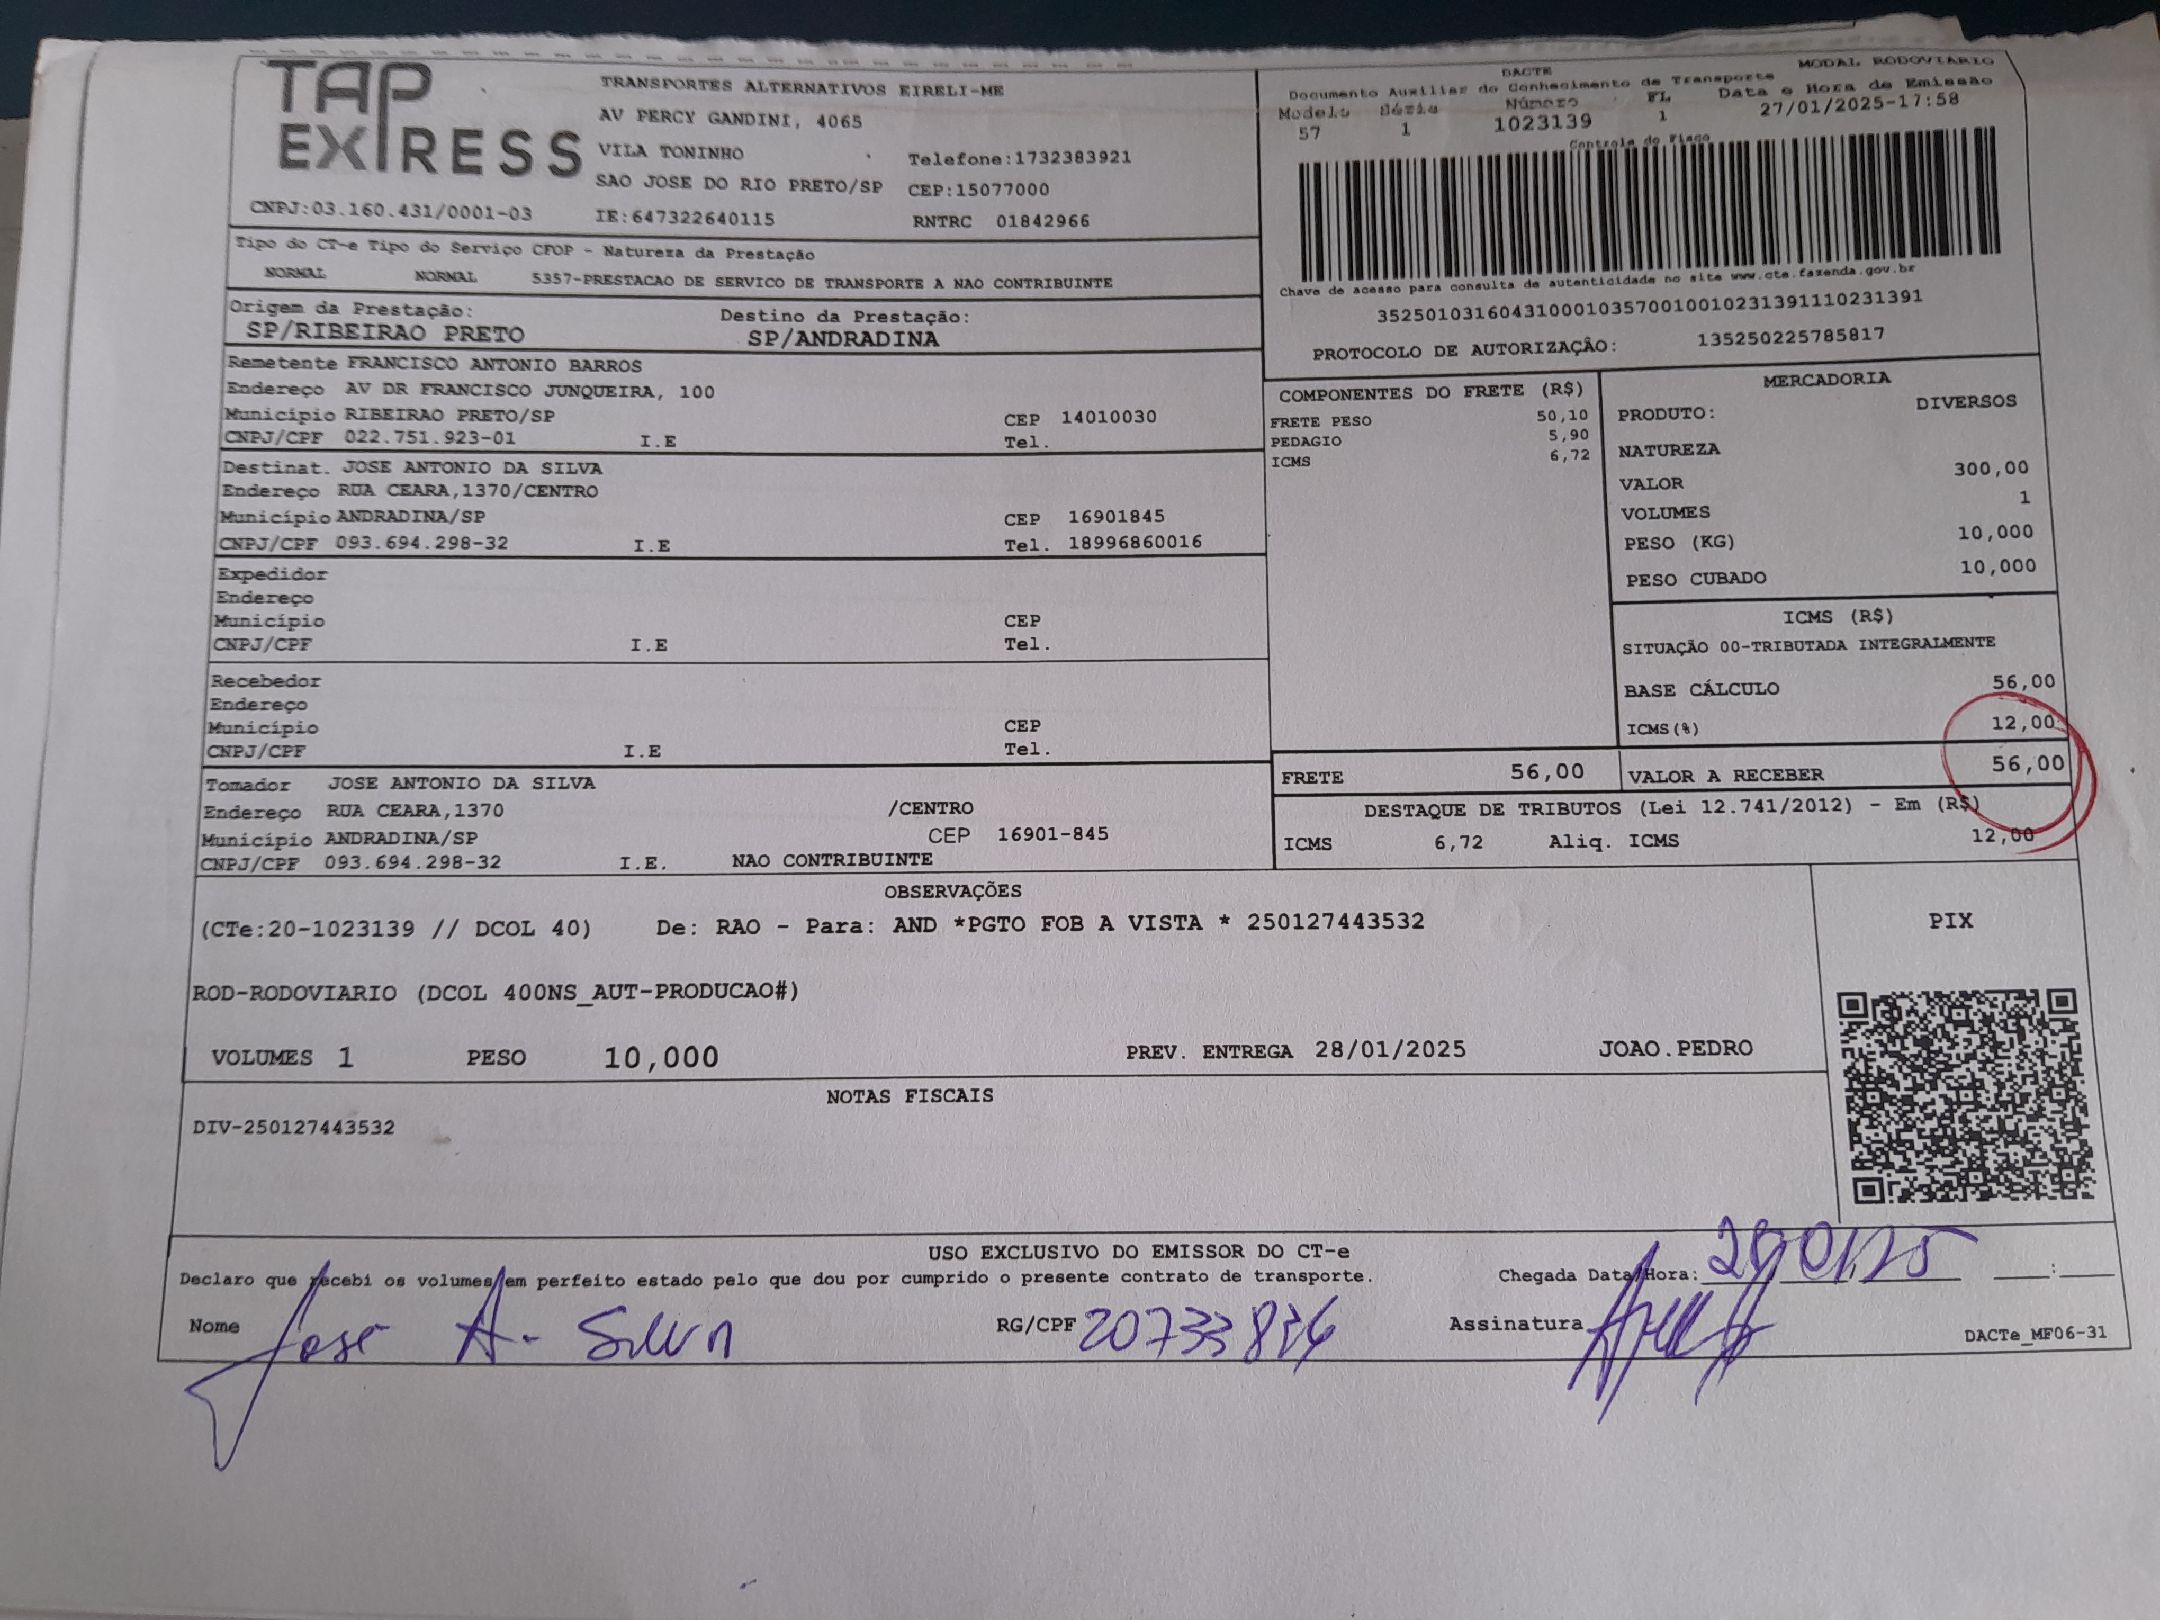 TAP EXPRESS
TRANSPORTES ALTERNATIVOS EIRELI-ME
AV PERCY GANDINI, 4065
VILA TONINHO
Telefone:1732383921
SAO JOSE DO RIO PRETO/SP CEP:15077000
CNPJ:03.160.431/0001-03 IE:647322640115 RNTRC 01842966
DACTE MODAL RODOVIARIO
Documento Auxiliar do Conhecimento de Transporte
Modelo Série Número FL Data e Hora de Emissão
57 1 1023139 1 27/01/2025-17:58
Controle do Fisco
Chave de acesso para consulta de autenticidade no site www.cte.fazenda.gov.br
35250103160431000103570010010231391110231391
PROTOCOLO DE AUTORIZAÇÃO: 135250225785817
Tipo do CT-e Tipo do Serviço CFOP - Natureza da Prestação
NORMAL NORMAL 5357-PRESTACAO DE SERVICO DE TRANSPORTE A NAO CONTRIBUINTE
Origem da Prestação: Destino da Prestação:
SP/RIBEIRAO PRETO SP/ANDRADINA
Remetente FRANCISCO ANTONIO BARROS
Endereço AV DR FRANCISCO JUNQUEIRA, 100
Município RIBEIRAO PRETO/SP CEP 14010030
CNPJ/CPF 022.751.923-01 I.E Tel.
Destinat. JOSE ANTONIO DA SILVA
Endereço RUA CEARA,1370/CENTRO
Município ANDRADINA/SP CEP 16901845
CNPJ/CPF 093.694.298-32 I.E Tel. 18996860016
Expedidor
Endereço
Município CEP
CNPJ/CPF I.E Tel.
Recebedor
Endereço
Município CEP
CNPJ/CPF I.E Tel.
Tomador JOSE ANTONIO DA SILVA
Endereço RUA CEARA,1370 /CENTRO
Município ANDRADINA/SP CEP 16901-845
CNPJ/CPF 093.694.298-32 I.E. NAO CONTRIBUINTE
COMPONENTES DO FRETE (R$)
FRETE PESO 50,10
PEDAGIO 5,90
ICMS 6,72
MERCADORIA
PRODUTO: DIVERSOS
NATUREZA
VALOR 300,00
VOLUMES 1
PESO (KG) 10,000
PESO CUBADO 10,000
ICMS (R$)
SITUAÇÃO 00-TRIBUTADA INTEGRALMENTE
BASE CÁLCULO 56,00
ICMS(%) 12,00
FRETE 56,00 VALOR A RECEBER 56,00
DESTAQUE DE TRIBUTOS (Lei 12.741/2012) - Em (R$)
ICMS 6,72 Aliq. ICMS 12,00
OBSERVAÇÕES
(CTe:20-1023139 // DCOL 40) De: RAO - Para: AND *PGTO FOB A VISTA * 250127443532
PIX
ROD-RODOVIARIO (DCOL 400NS_AUT-PRODUCAO#)
VOLUMES 1 PESO 10,000 PREV. ENTREGA 28/01/2025 JOAO.PEDRO
NOTAS FISCAIS
DIV-250127443532
USO EXCLUSIVO DO EMISSOR DO CT-e
Declaro que recebi os volumes em perfeito estado pelo que dou por cumprido o presente contrato de transporte. Chegada Data/Hora:
Nome José A. Silva RG/CPF Assinatura
DACTe_MF06-31